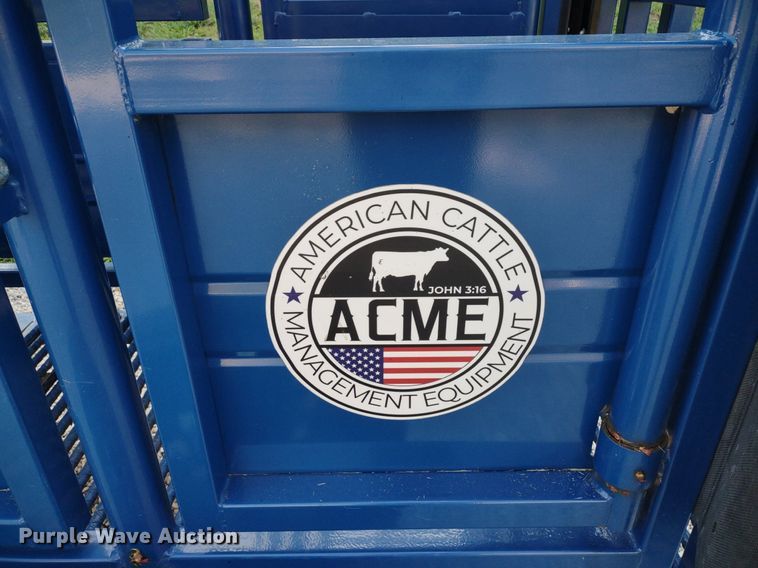 AMERICAN CATTLE
JOHN 3:16
ACME
MANAGEMENT EQUIPMENT
Purple Wave Auction